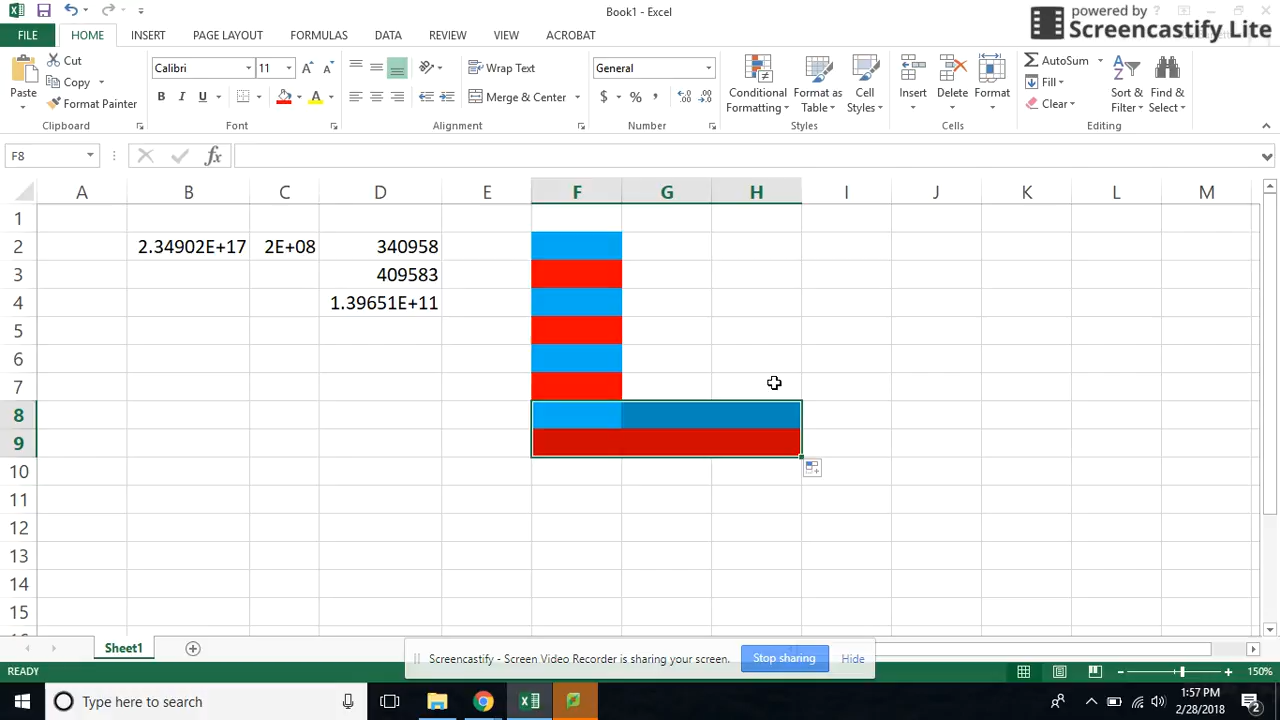 Book1 - Excel
powered by
Screencastify Lite
FILE HOME INSERT PAGE LAYOUT FORMULAS DATA REVIEW VIEW ACROBAT
Paste
Cut
Copy
Format Painter
Clipboard
Calibri 11
B I U
Font
Wrap Text
Merge & Center
Alignment
General
$ % ,
Number
Conditional Formatting
Format as Table
Cell Styles
Styles
Insert Delete Format
Cells
AutoSum
Fill
Clear
Sort & Filter
Find & Select
Editing
F8
fx
A B C D E F G H I J K L M
1
2 2.34902E+17 2E+08 340958
3 409583
4 1.39651E+11
5
6
7
8
9
10
11
12
13
14
15
Sheet1
Screencastify - Screen Video Recorder is sharing your screen. Stop sharing Hide
READY
150%
Type here to search
1:57 PM
2/28/2018
2